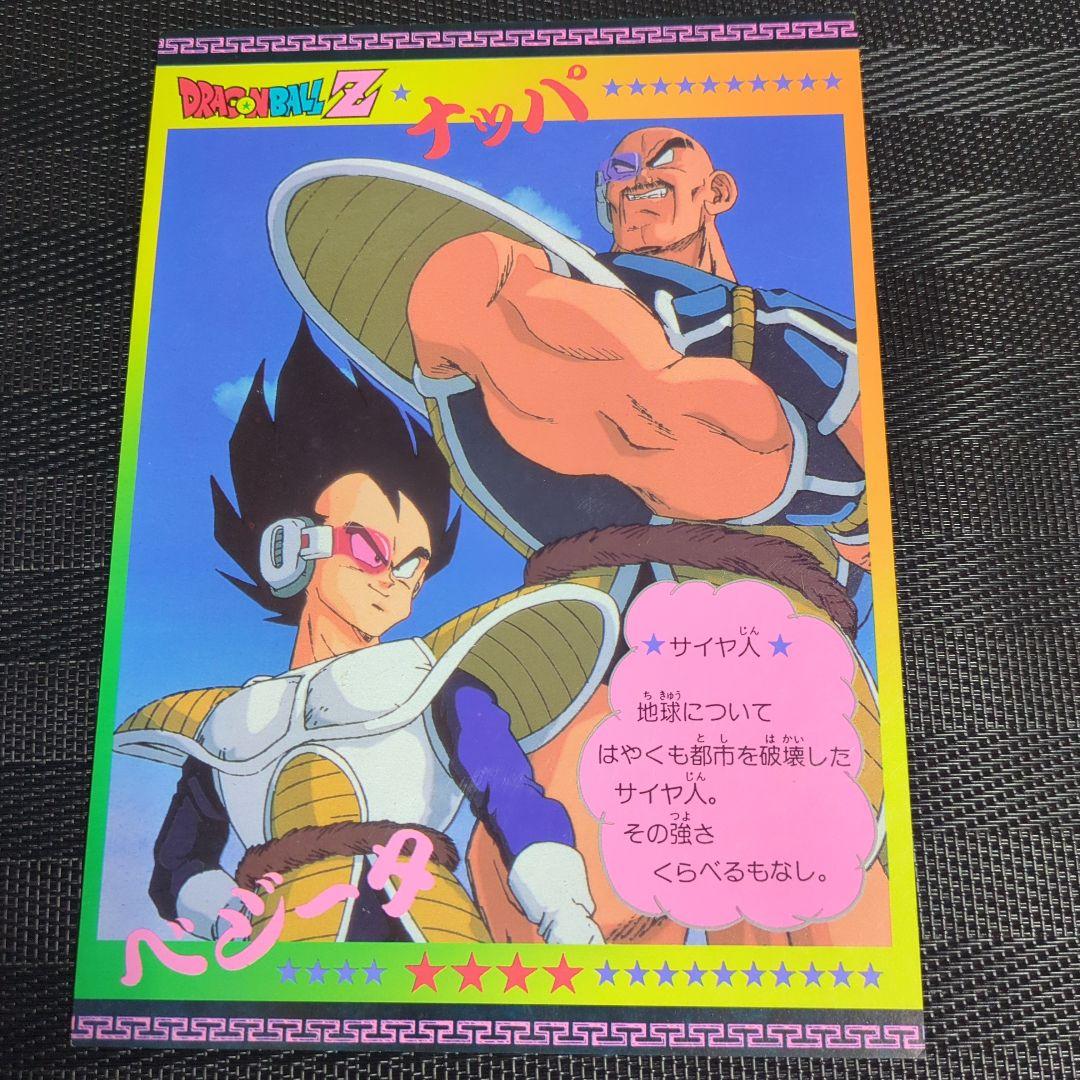 DRAGONBALL Z
ナッパ
★サイヤ人★
地球について
はやくも都市を破壊した
サイヤ人。
その強さ
くらべるもなし。
ベジータ